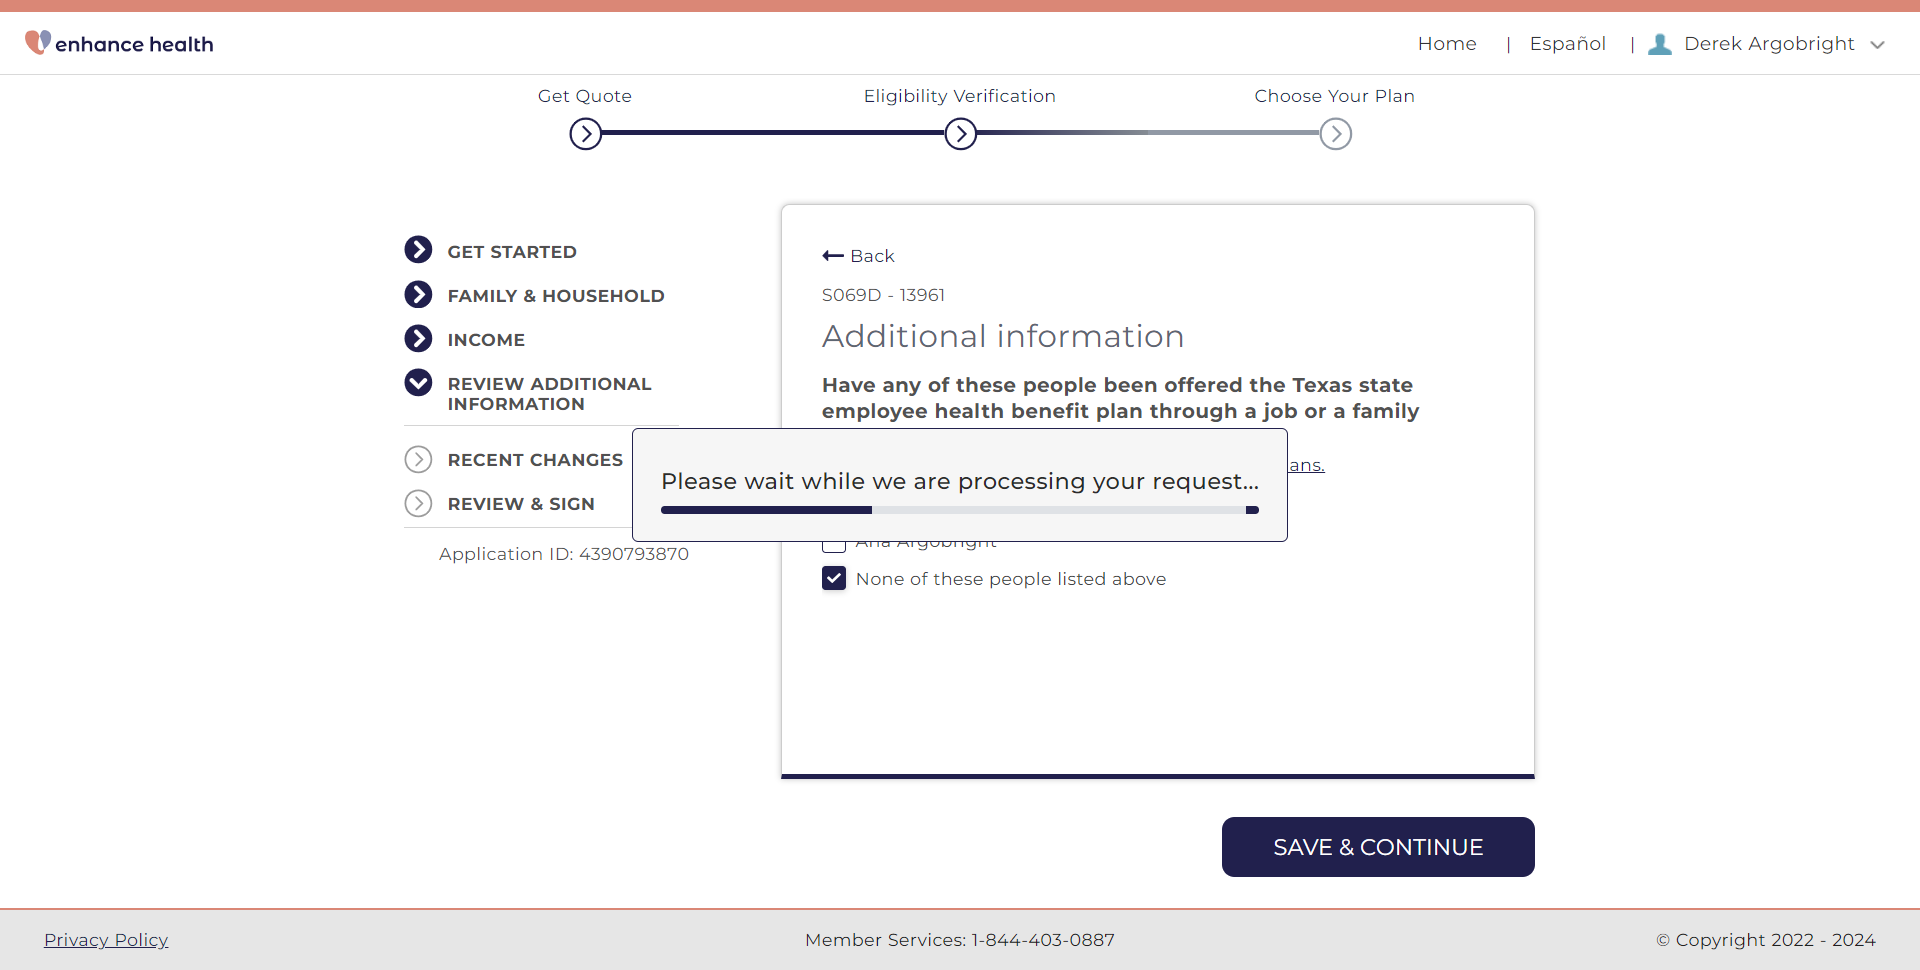 enhance health
Home | Español | Derek Argobright
Get Quote
Eligibility Verification
Choose Your Plan
GET STARTED
FAMILY & HOUSEHOLD
INCOME
REVIEW ADDITIONAL
INFORMATION
RECENT CHANGES
REVIEW & SIGN
Application ID: 4390793870
Back
S069D - 13961
Additional information
Have any of these people been offered the Texas state
employee health benefit plan through a job or a family
ans.
Please wait while we are processing your request...
Argobright
None of these people listed above
SAVE & CONTINUE
Privacy Policy
Member Services: 1-844-403-0887
© Copyright 2022 - 2024